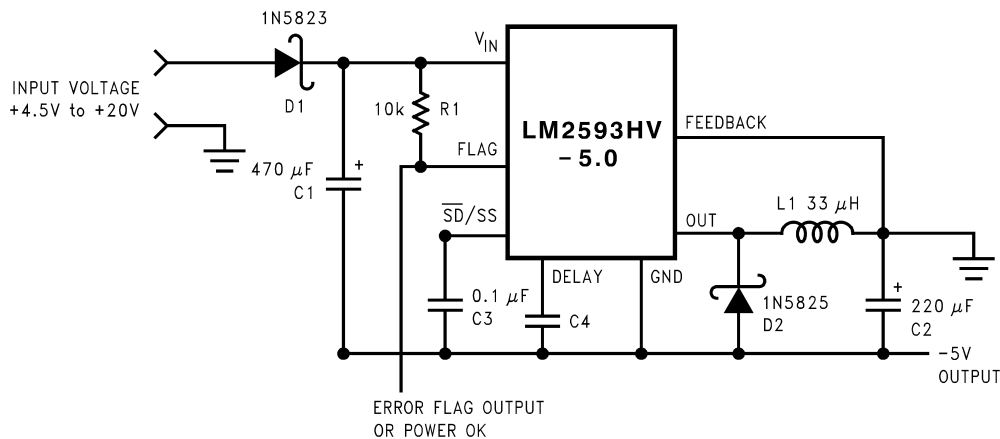 1N5823
D1
INPUT VOLTAGE
+4.5V to +20V
VIN
10k R1
FLAG
470 µF +
C1
SD/SS
0.1 µF
C3
LM2593HV
-5.0
FEEDBACK
OUT
L1 33 µH
DELAY
GND
C4
1N5825
D2
+
220 µF
C2
-5V
OUTPUT
ERROR FLAG OUTPUT
OR POWER OK